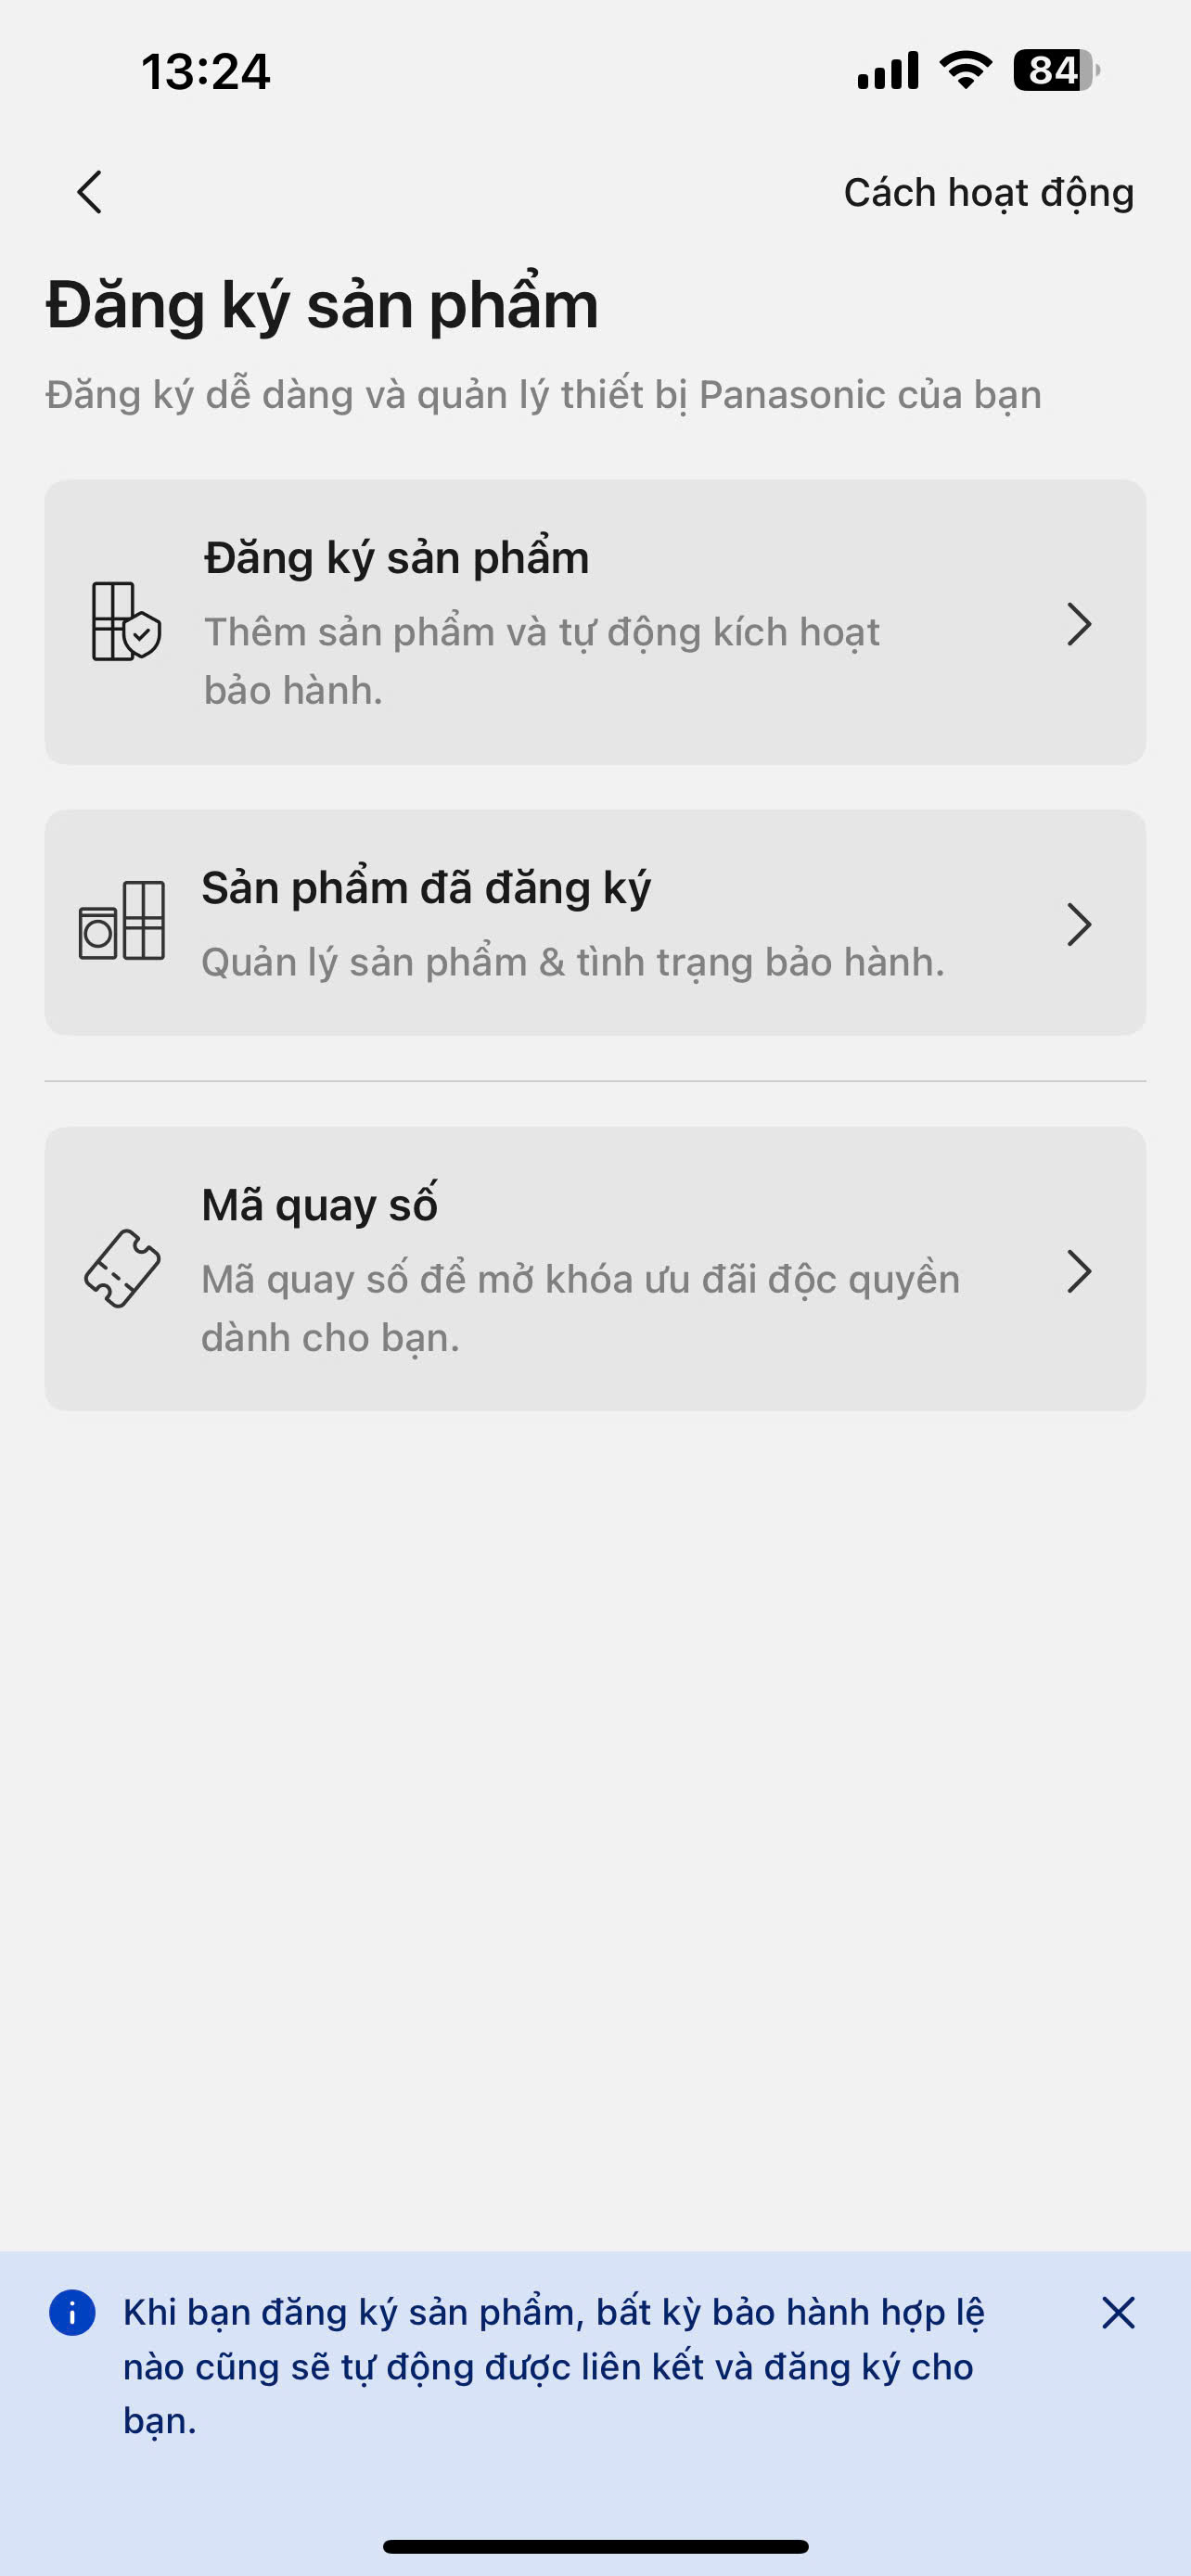 13:24
84
Cách hoạt động
Đăng ký sản phẩm
Đăng ký dễ dàng và quản lý thiết bị Panasonic của bạn
Đăng ký sản phẩm
Thêm sản phẩm và tự động kích hoạt
bảo hành.
Sản phẩm đã đăng ký
Quản lý sản phẩm & tình trạng bảo hành.
Mã quay số
Mã quay số để mở khóa ưu đãi độc quyền
dành cho bạn.
Khi bạn đăng ký sản phẩm, bất kỳ bảo hành hợp lệ
nào cũng sẽ tự động được liên kết và đăng ký cho
bạn.